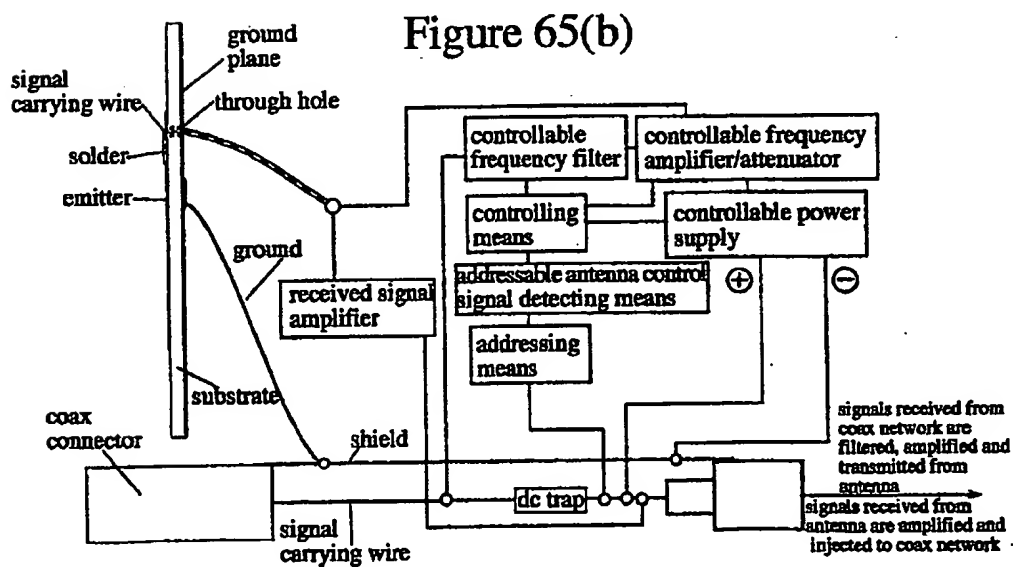 Figure 65(b)
ground
plane
signal
carrying wire
through hole
solder
emitter
ground
substrate
controllable
frequency filter
controllable frequency
amplifier/attenuator
controlling
means
controllable power
supply
addressable antenna control
signal detecting means
+
−
received signal
amplifier
addressing
means
coax
connector
shield
signals received from
coax network are
filtered, amplified and
transmitted from
antenna
dc trap
signal
carrying wire
signals received from
antenna are amplified and
injected to coax network